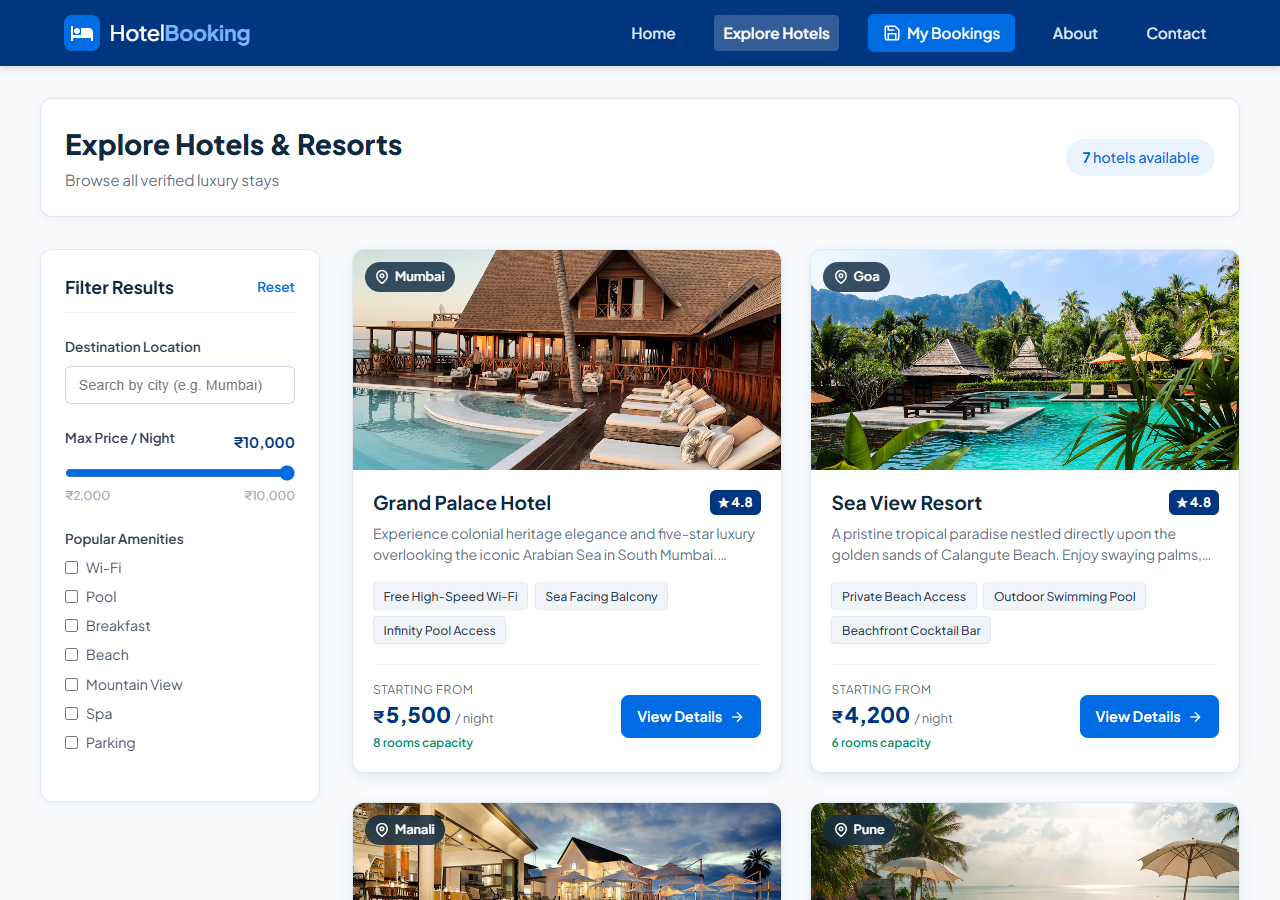 HotelBooking
Home
Explore Hotels
My Bookings
About
Contact
Explore Hotels & Resorts
Browse all verified luxury stays
7 hotels available
Filter Results
Reset
Destination Location
Search by city (e.g. Mumbai)
Max Price / Night
₹10,000
₹2,000
₹10,000
Popular Amenities
Wi-Fi
Pool
Breakfast
Beach
Mountain View
Spa
Parking
Mumbai
Grand Palace Hotel
4.8
Experience colonial heritage elegance and five-star luxury
overlooking the iconic Arabian Sea in South Mumbai.…
Free High-Speed Wi-Fi
Sea Facing Balcony
Infinity Pool Access
STARTING FROM
₹5,500 / night
8 rooms capacity
View Details
Goa
Sea View Resort
4.8
A pristine tropical paradise nestled directly upon the
golden sands of Calangute Beach. Enjoy swaying palms,…
Private Beach Access
Outdoor Swimming Pool
Beachfront Cocktail Bar
STARTING FROM
₹4,200 / night
6 rooms capacity
View Details
Manali
Pune